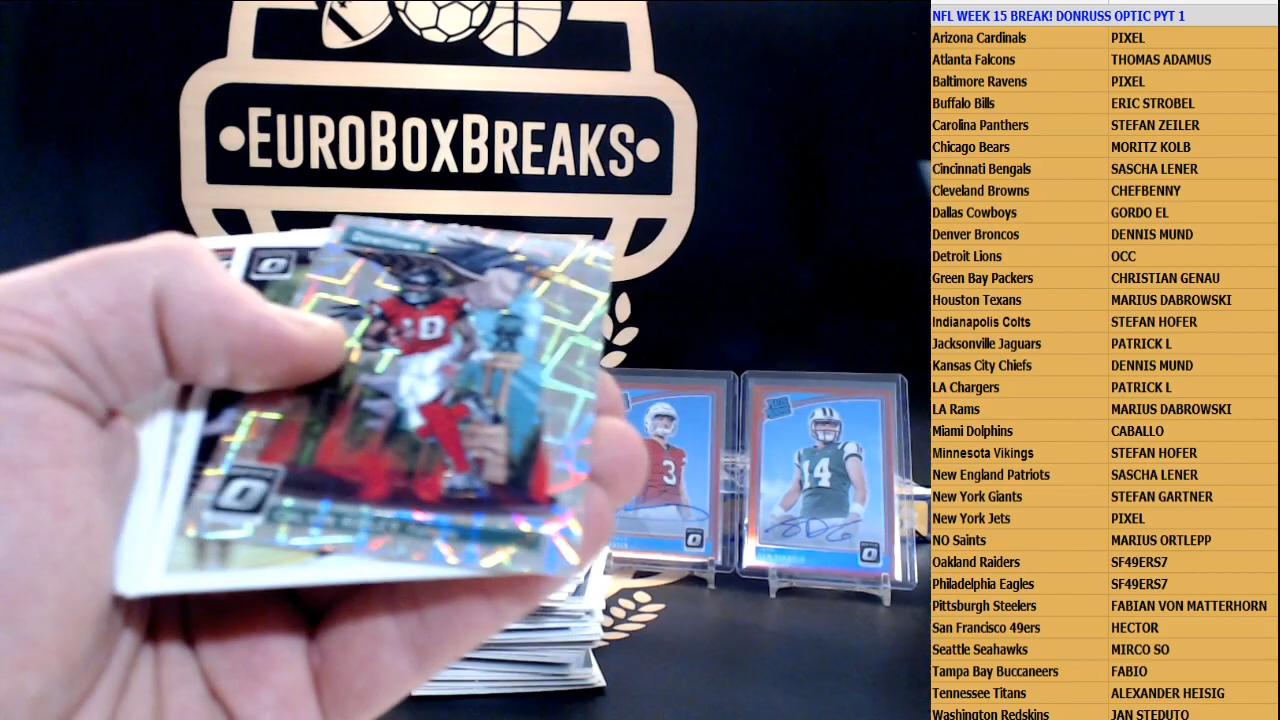 EUROBOXBREAKS
DOWNTOWN
18
3
14
NFL WEEK 15 BREAK! DONRUSS OPTIC PYT 1
Arizona Cardinals PIXEL
Atlanta Falcons THOMAS ADAMUS
Baltimore Ravens PIXEL
Buffalo Bills ERIC STROBEL
Carolina Panthers STEFAN ZEILER
Chicago Bears MORITZ KOLB
Cincinnati Bengals SASCHA LENER
Cleveland Browns CHEFBENNY
Dallas Cowboys GORDO EL
Denver Broncos DENNIS MUND
Detroit Lions OCC
Green Bay Packers CHRISTIAN GENAU
Houston Texans MARIUS DABROWSKI
Indianapolis Colts STEFAN HOFER
Jacksonville Jaguars PATRICK L
Kansas City Chiefs DENNIS MUND
LA Chargers PATRICK L
LA Rams MARIUS DABROWSKI
Miami Dolphins CABALLO
Minnesota Vikings STEFAN HOFER
New England Patriots SASCHA LENER
New York Giants STEFAN GARTNER
New York Jets PIXEL
NO Saints MARIUS ORTLEPP
Oakland Raiders SF49ERS7
Philadelphia Eagles SF49ERS7
Pittsburgh Steelers FABIAN VON MATTERHORN
San Francisco 49ers HECTOR
Seattle Seahawks MIRCO SO
Tampa Bay Buccaneers FABIO
Tennessee Titans ALEXANDER HEISIG
Washington Redskins JAN STEDUTO